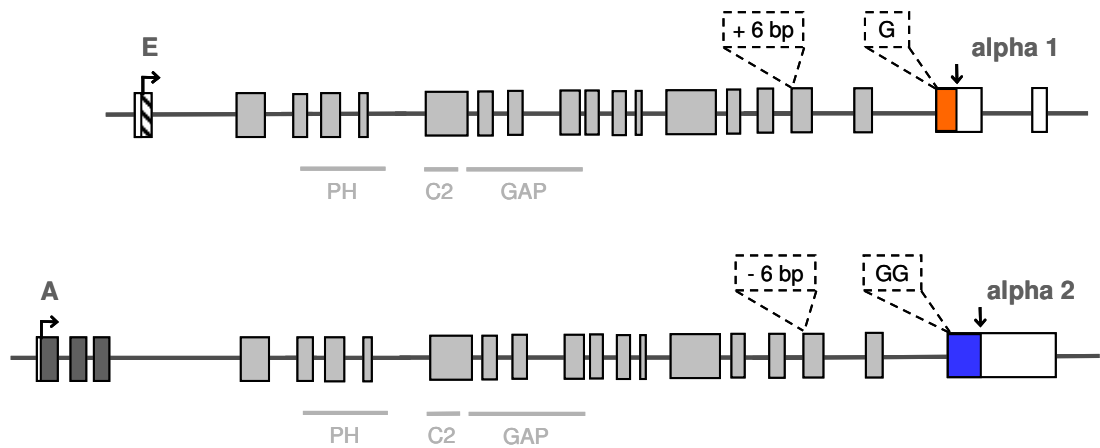 E
+ 6 bp
G
alpha 1
PH
C2
GAP
A
- 6 bp
GG
alpha 2
PH
C2
GAP